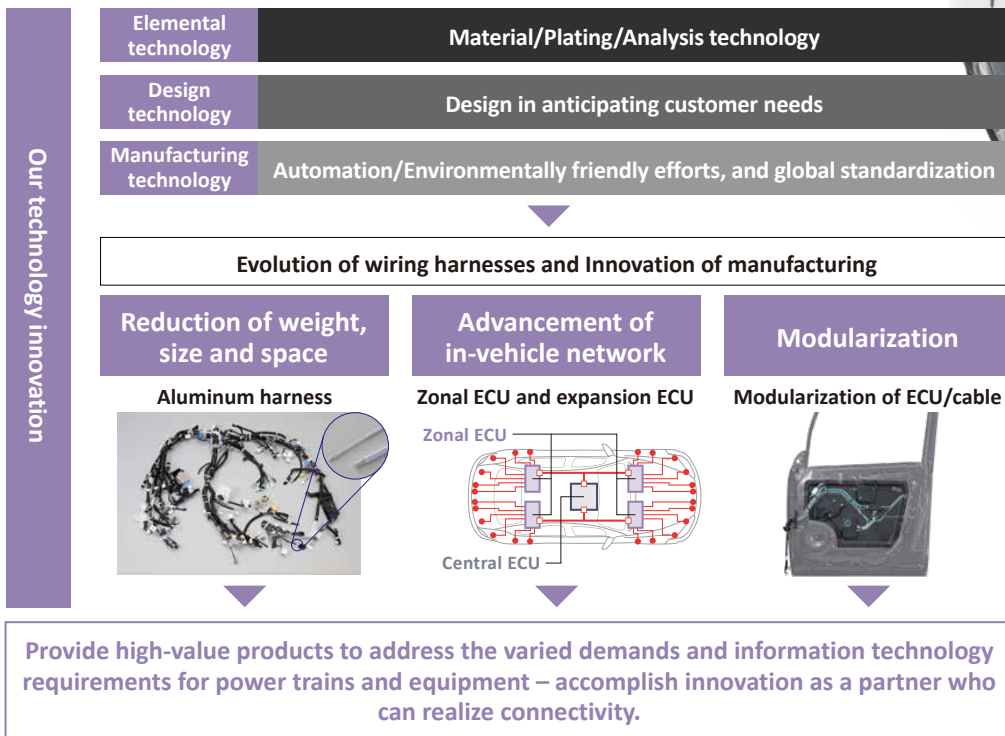 Our technology innovation
Elemental
technology
Material/Plating/Analysis technology
Design
technology
Design in anticipating customer needs
Manufacturing
technology
Automation/Environmentally friendly efforts, and global standardization
Evolution of wiring harnesses and Innovation of manufacturing
Reduction of weight,
size and space
Aluminum harness
Advancement of
in-vehicle network
Zonal ECU and expansion ECU
Zonal ECU
Central ECU
Modularization
Modularization of ECU/cable
Provide high-value products to address the varied demands and information technology
requirements for power trains and equipment – accomplish innovation as a partner who
can realize connectivity.